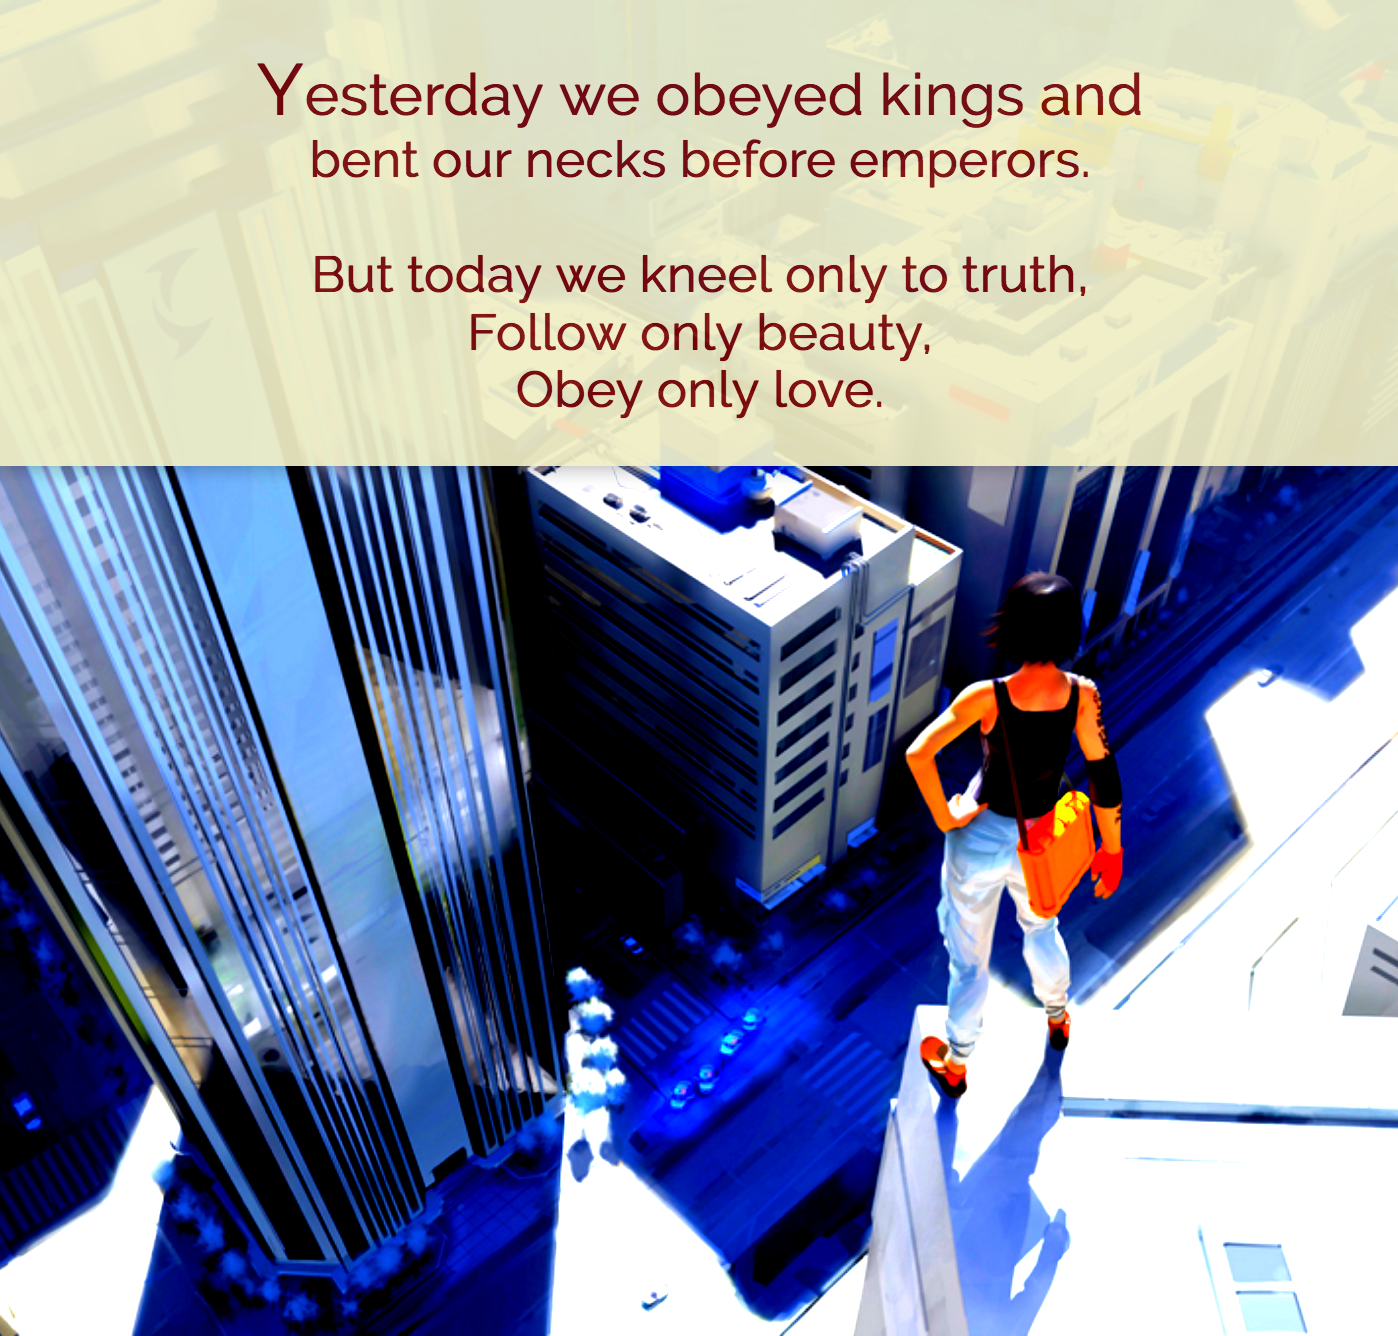 Yesterday we obeyed kings and
bent our necks before emperors.
But today we kneel only to truth,
Follow only beauty,
Obey only love.